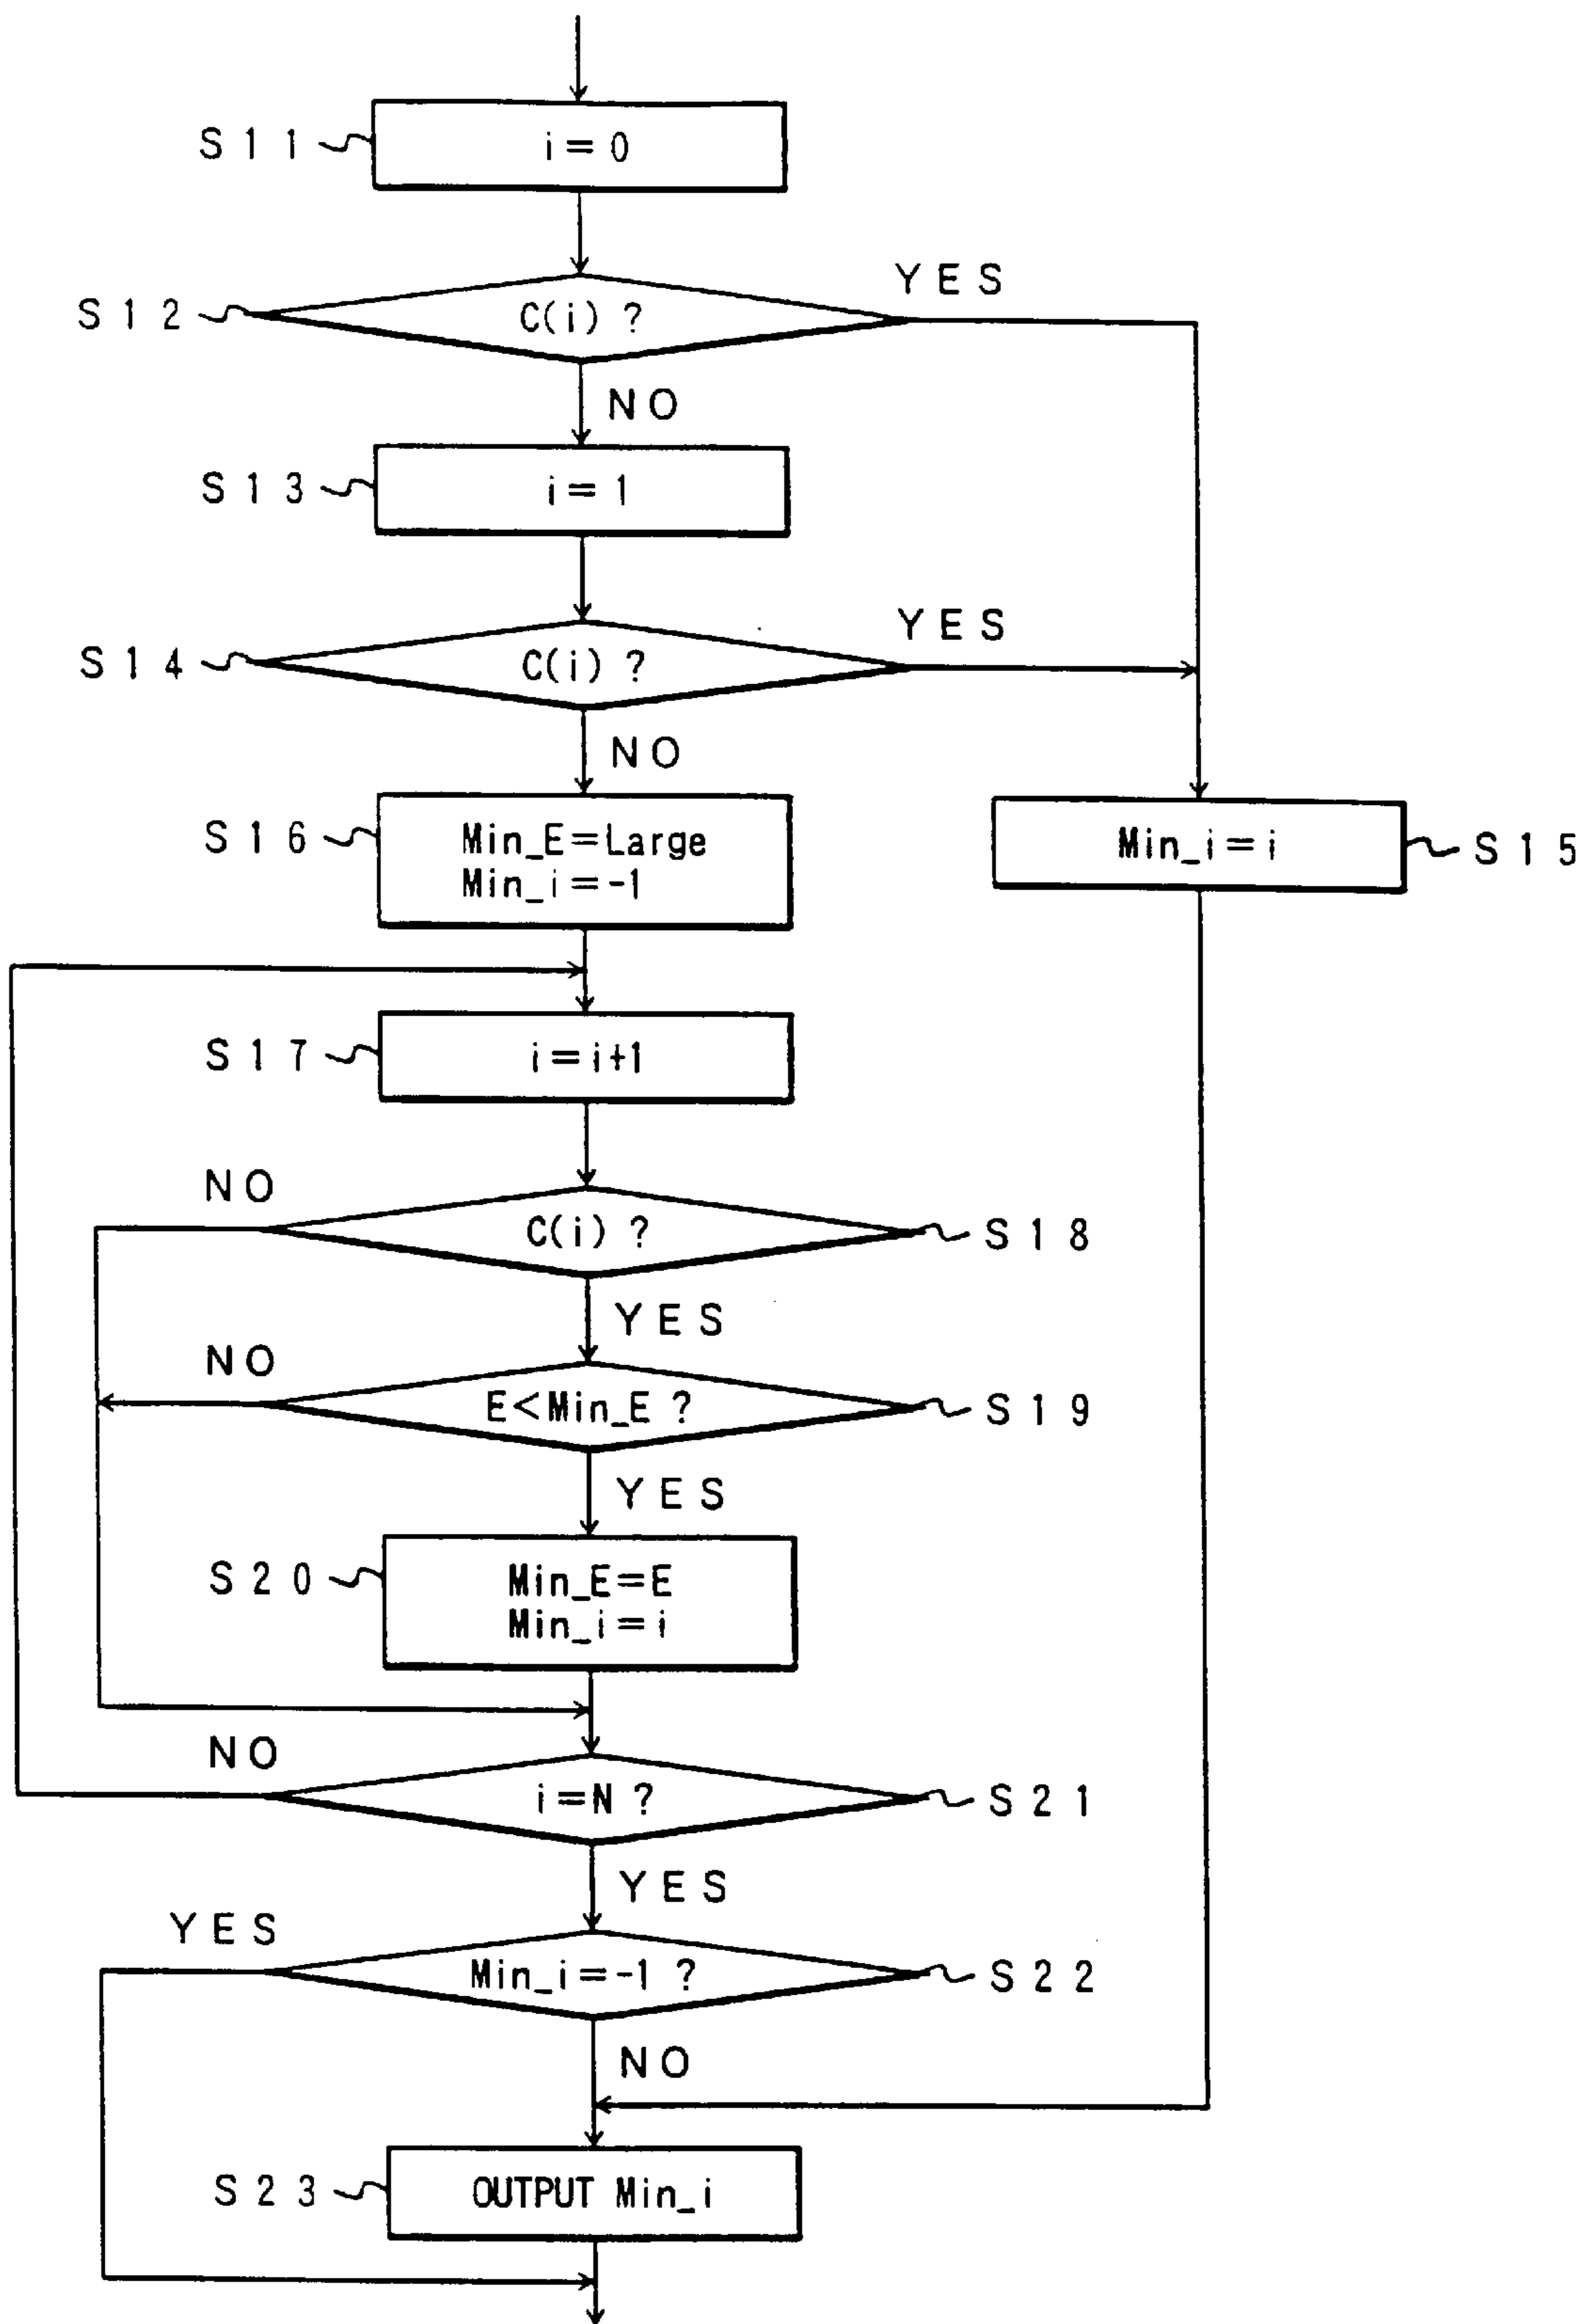 S11
i=0
YES
S12
C(i) ?
NO
S13
i=1
YES
S14
C(i) ?
NO
S16
Min_E=Large
Min_i=-1
Min_i=i
S15
S17
i=i+1
NO
C(i) ?
S18
YES
NO
E<Min_E ?
S19
YES
S20
Min_E=E
Min_i=i
NO
i=N ?
S21
YES
YES
Min_i=-1 ?
S22
NO
S23
OUTPUT Min_i